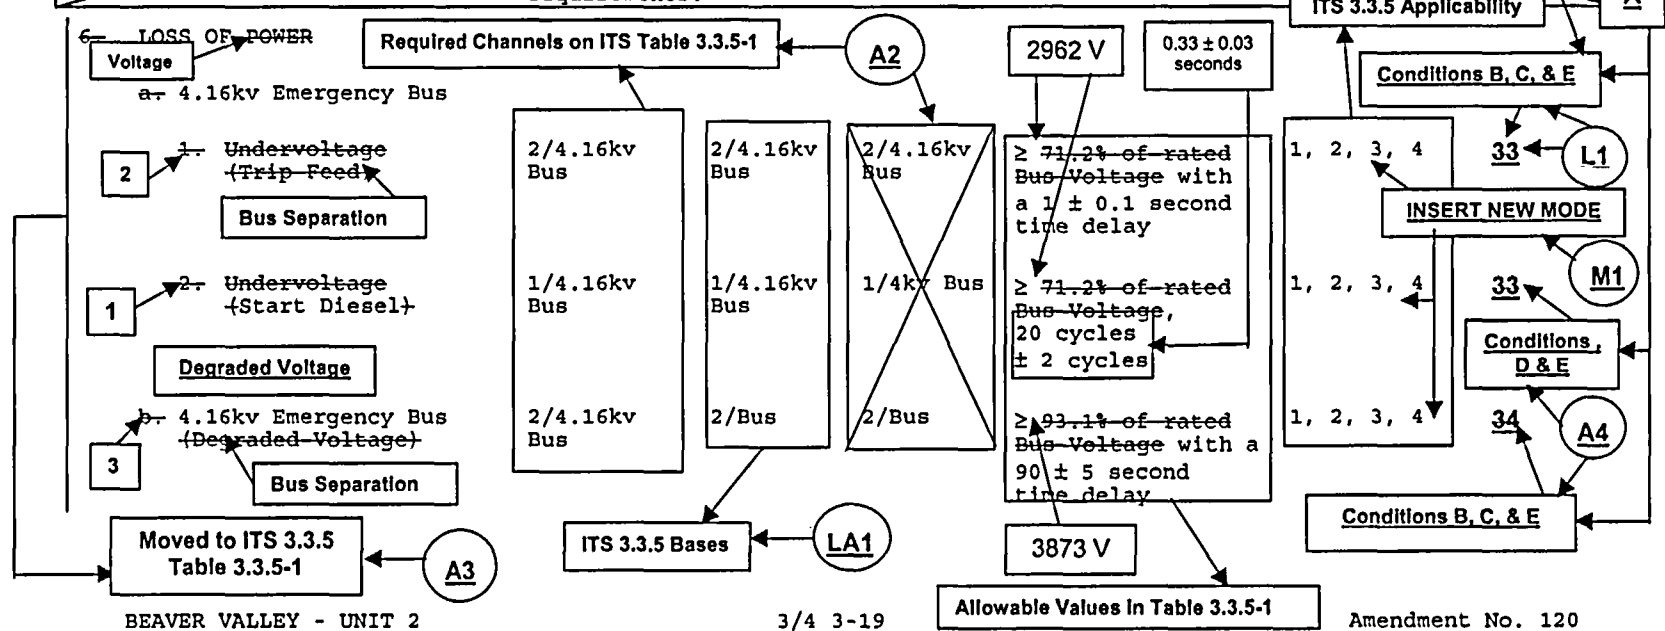 ITS 3.3.5 Applicability
6. LOSS OF POWER
Voltage
Required Channels on ITS Table 3.3.5-1
A2
2962 V
0.33 ± 0.03
seconds
Conditions B, C, & E
a. 4.16kv Emergency Bus
2
1. Undervoltage
(Trip Feed)
Bus Separation
2/4.16kv
Bus
2/4.16kv
Bus
2/4.16kv
Bus
≥ 71.2% of rated
Bus Voltage with
a 1 ± 0.1 second
time delay
1, 2, 3, 4
33
L1
INSERT NEW MODE
M1
1
2. Undervoltage
(Start Diesel)
1/4.16kv
Bus
1/4.16kv
Bus
1/4kv Bus
≥ 71.2% of rated
Bus Voltage,
20 cycles
± 2 cycles
1, 2, 3, 4
33
Conditions,
D & E
Degraded Voltage
3
b. 4.16kv Emergency Bus
(Degraded Voltage)
Bus Separation
2/4.16kv
Bus
2/Bus
2/Bus
≥ 93.1% of rated
Bus Voltage with a
90 ± 5 second
time delay
1, 2, 3, 4
34
A4
Conditions B, C, & E
Moved to ITS 3.3.5
Table 3.3.5-1
A3
ITS 3.3.5 Bases
LA1
3873 V
Allowable Values in Table 3.3.5-1
BEAVER VALLEY - UNIT 2
3/4 3-19
Amendment No. 120